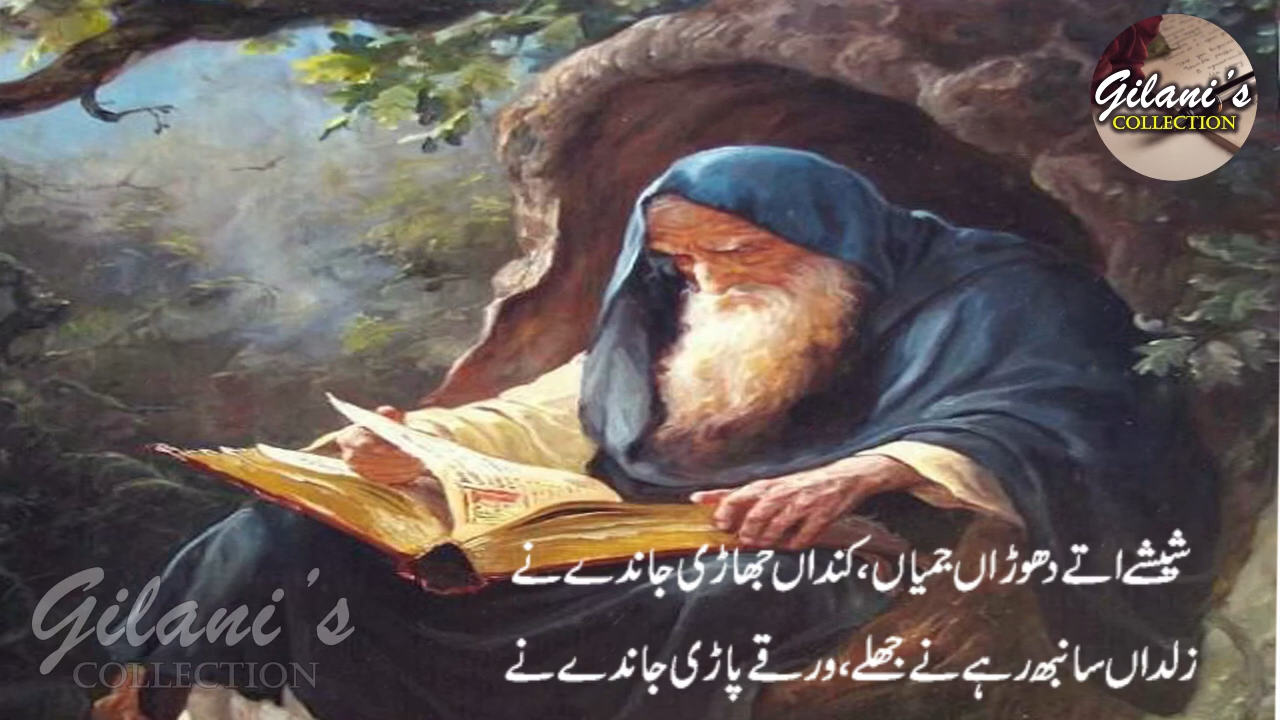 Gilani's
COLLECTION
شیشے اتے دھوڑاں جمیاں، کنداں جھاڑی جاندے نے
زلداں سانبھ رہے نے جھلے، ورقے پاڑی جاندے نے
Gilani's
COLLECTION